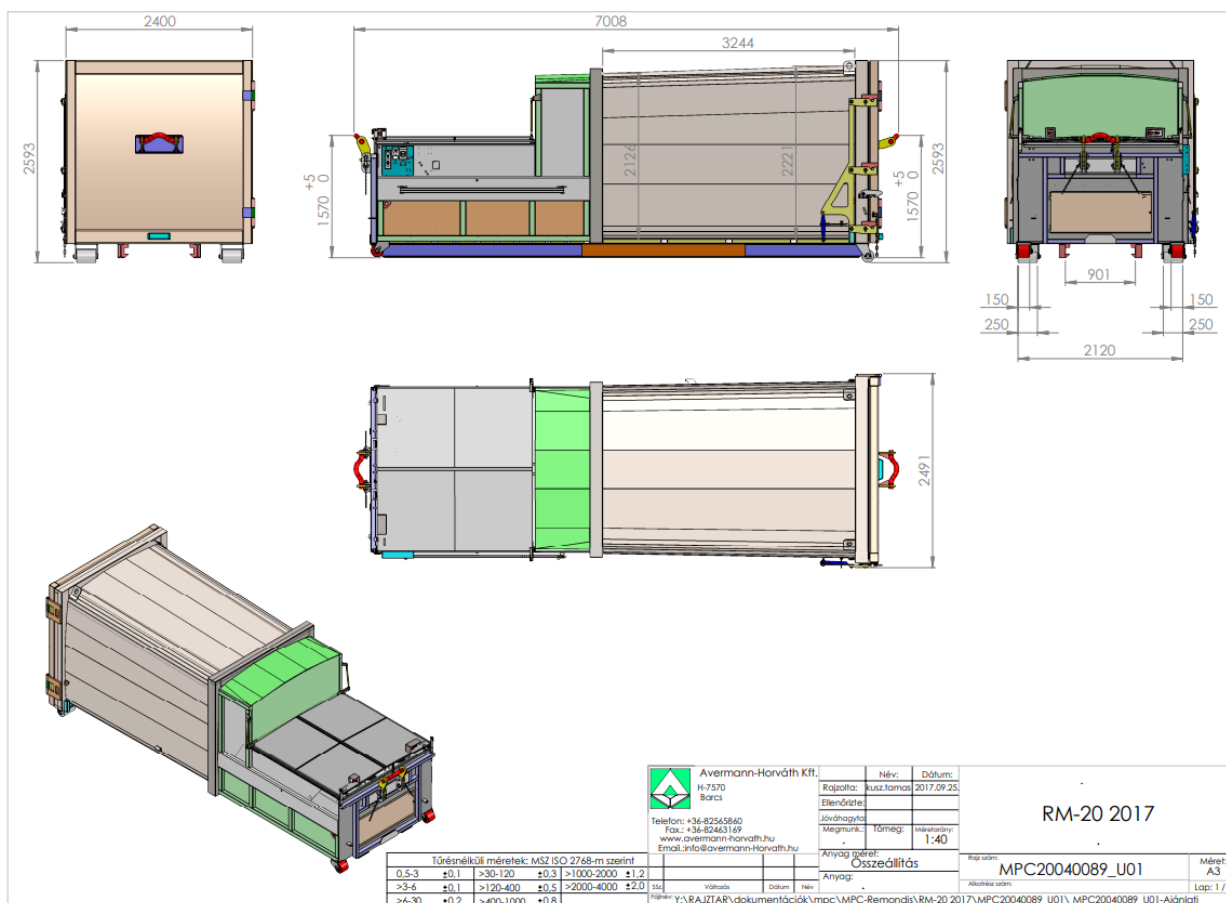 2400
2593
7008
3244
2126
2221
1570 +5 0
1570 +5 0
2593
901
150
150
250
250
2120
2491
Avermann-Horváth Kft.
H-7570
Barcs
Telefon: +36-82565860
Fax.: +36-82463169
www.avermann-horvath.hu
Email.:info@avermann-horvath.hu
Név: Dátum:
Rajzolta: kusz.tamas 2017.09.25.
Ellenőrizte:
Jóváhagyta:
Megmunk.: Tömeg: Méretarány:
. 1:40
Anyag méret:
Összeállítás
Anyag:
.
.
RM-20 2017
Rajz szám:
MPC20040089_U01
Alkatrész szám:
Méret:
A3
Lap: 1 /
Ssz. Változás Dátum Név
Fájlnév: Y:\RAJZTAR\dokumentációk\mpc\MPC-Remondis\RM-20 2017\MPC20040089_U01\ MPC20040089_U01-Ajánlati
Tűrésnélküli méretek: MSZ ISO 2768-m szerint
0,5-3 ±0,1 >30-120 ±0,3 >1000-2000 ±1,2
>3-6 ±0,1 >120-400 ±0,5 >2000-4000 ±2,0
>6-30 ±0,2 >400-1000 ±0,8